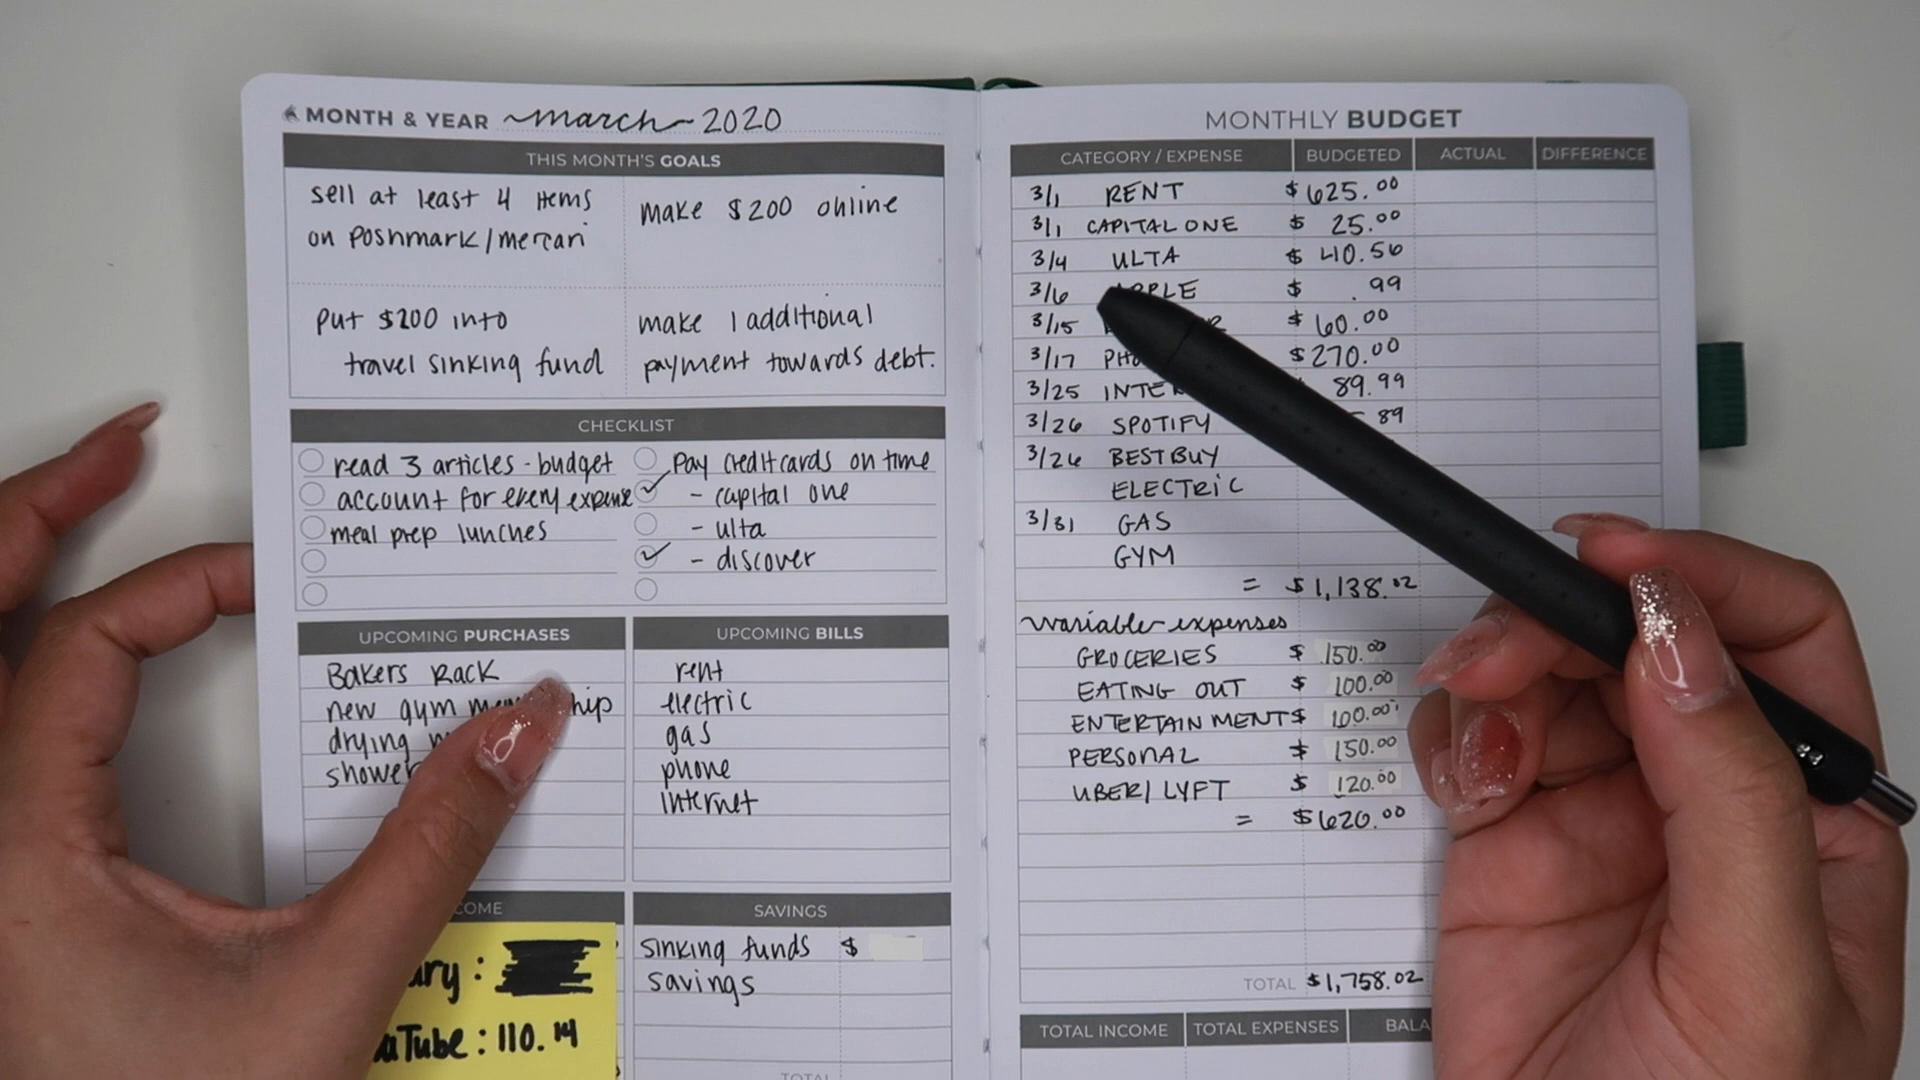 MONTH & YEAR march 2020
THIS MONTH'S GOALS
sell at least 4 items
on poshmark/mercari
make $200 online
put $200 into
travel sinking fund
make 1 additional
payment towards debt.
CHECKLIST
read 3 articles - budget
account for every expense
meal prep lunches
pay credit cards on time
- capital one
- ulta
- discover
UPCOMING PURCHASES
Bakers Rack
new gym
drying
shower
UPCOMING BILLS
rent
electric
gas
phone
internet
SAVINGS
sinking funds $
savings
TOTAL
: 110.14
MONTHLY BUDGET
CATEGORY / EXPENSE BUDGETED ACTUAL DIFFERENCE
3/1 RENT $625.00
3/1 CAPITAL ONE $ 25.00
3/4 ULTA $ 40.56
3/6 APPLE $ .99
3/15 $ 60.00
3/17 $270.00
3/25 89.99
3/26 SPOTIFY 89
3/26 BEST BUY
ELECTRIC
3/31 GAS
GYM
= $1,138.02
variable expenses
GROCERIES $ 150.00
EATING OUT $ 100.00
ENTERTAINMENT $ 100.00
PERSONAL $ 150.00
UBER/LYFT $ 120.00
= $620.00
TOTAL $1,758.02
TOTAL INCOME TOTAL EXPENSES